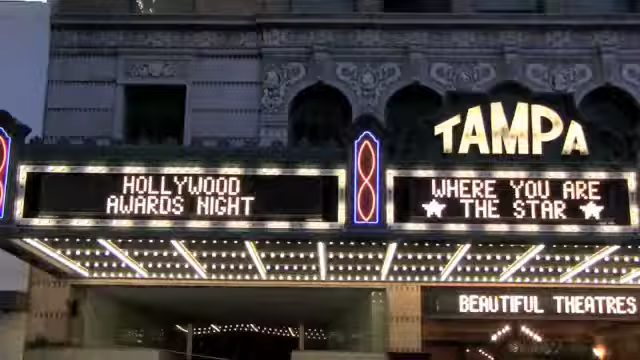 TAMPA
HOLLYWOOD
AWARDS NIGHT
WHERE YOU ARE
THE STAR
BEAUTIFUL THEATRES